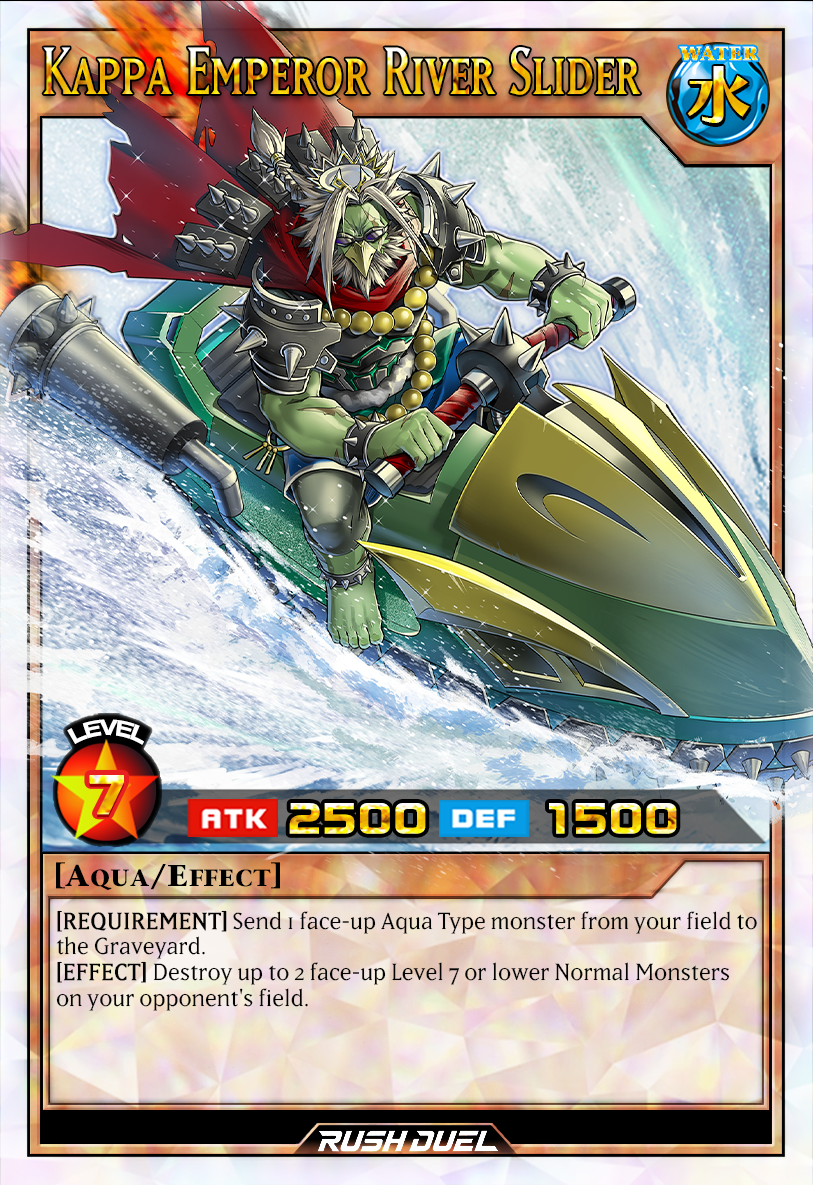 KAPPA EMPEROR RIVER SLIDER
WATER
水
LEVEL
7
ATK 2500 DEF 1500
[AQUA/EFFECT]
[REQUIREMENT] Send 1 face-up Aqua Type monster from your field to
the Graveyard.
[EFFECT] Destroy up to 2 face-up Level 7 or lower Normal Monsters
on your opponent's field.
RUSH DUEL